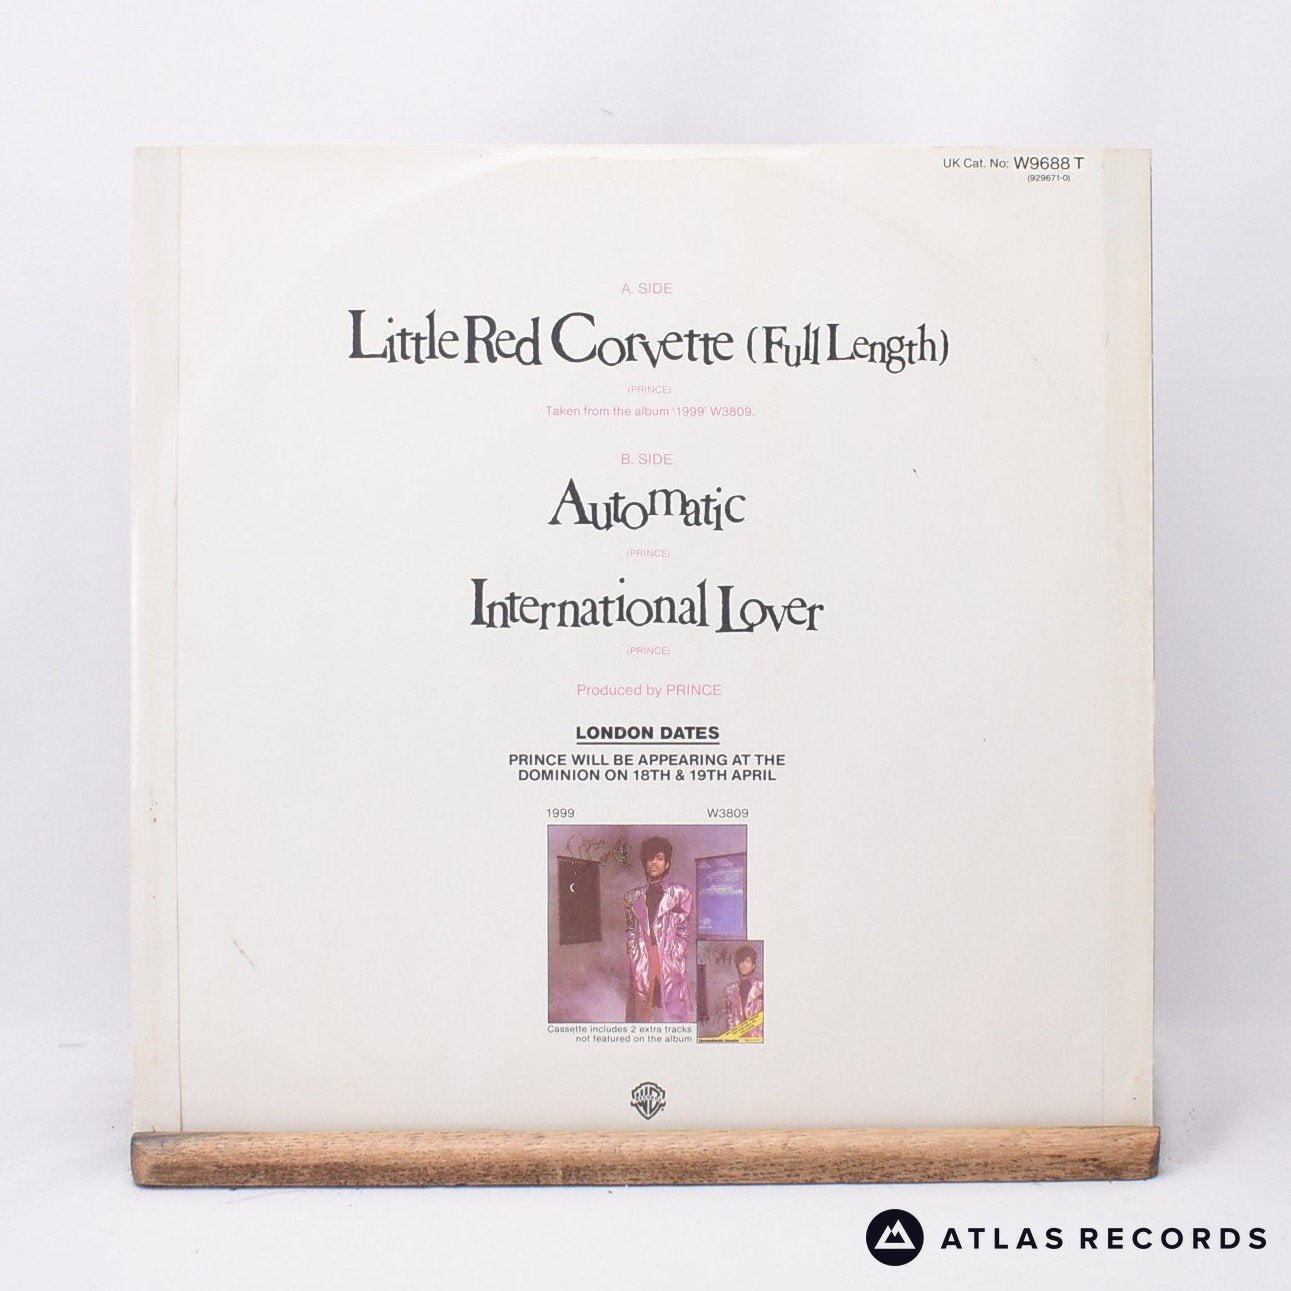 UK Cat. No: W9688 T
(929671-0)
A. SIDE
Little Red Corvette (Full Length)
(PRINCE)
Taken from the album '1999' W3809.
B. SIDE
Automatic
(PRINCE)
International Lover
(PRINCE)
Produced by PRINCE
LONDON DATES
PRINCE WILL BE APPEARING AT THE
DOMINION ON 18TH & 19TH APRIL
1999 W3809
Cassette includes 2 extra tracks
not featured on the album
ATLAS RECORDS